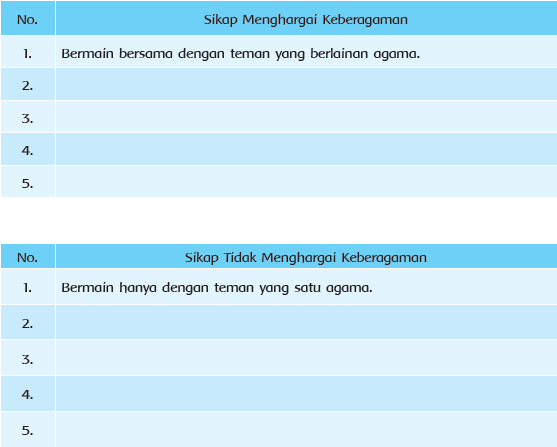 No. Sikap Menghargai Keberagaman
1. Bermain bersama dengan teman yang berlainan agama.
2.
3.
4.
5.
No. Sikap Tidak Menghargai Keberagaman
1. Bermain hanya dengan teman yang satu agama.
2.
3.
4.
5.